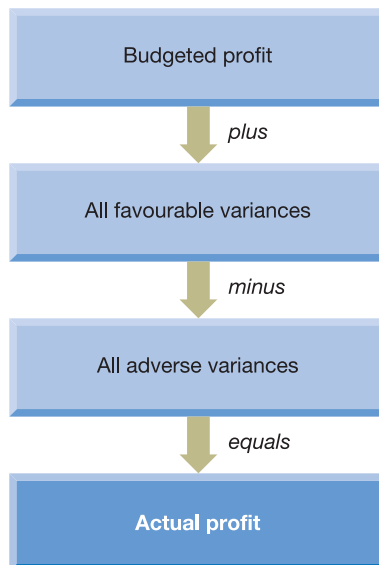 Budgeted profit
plus
All favourable variances
minus
All adverse variances
equals
Actual profit